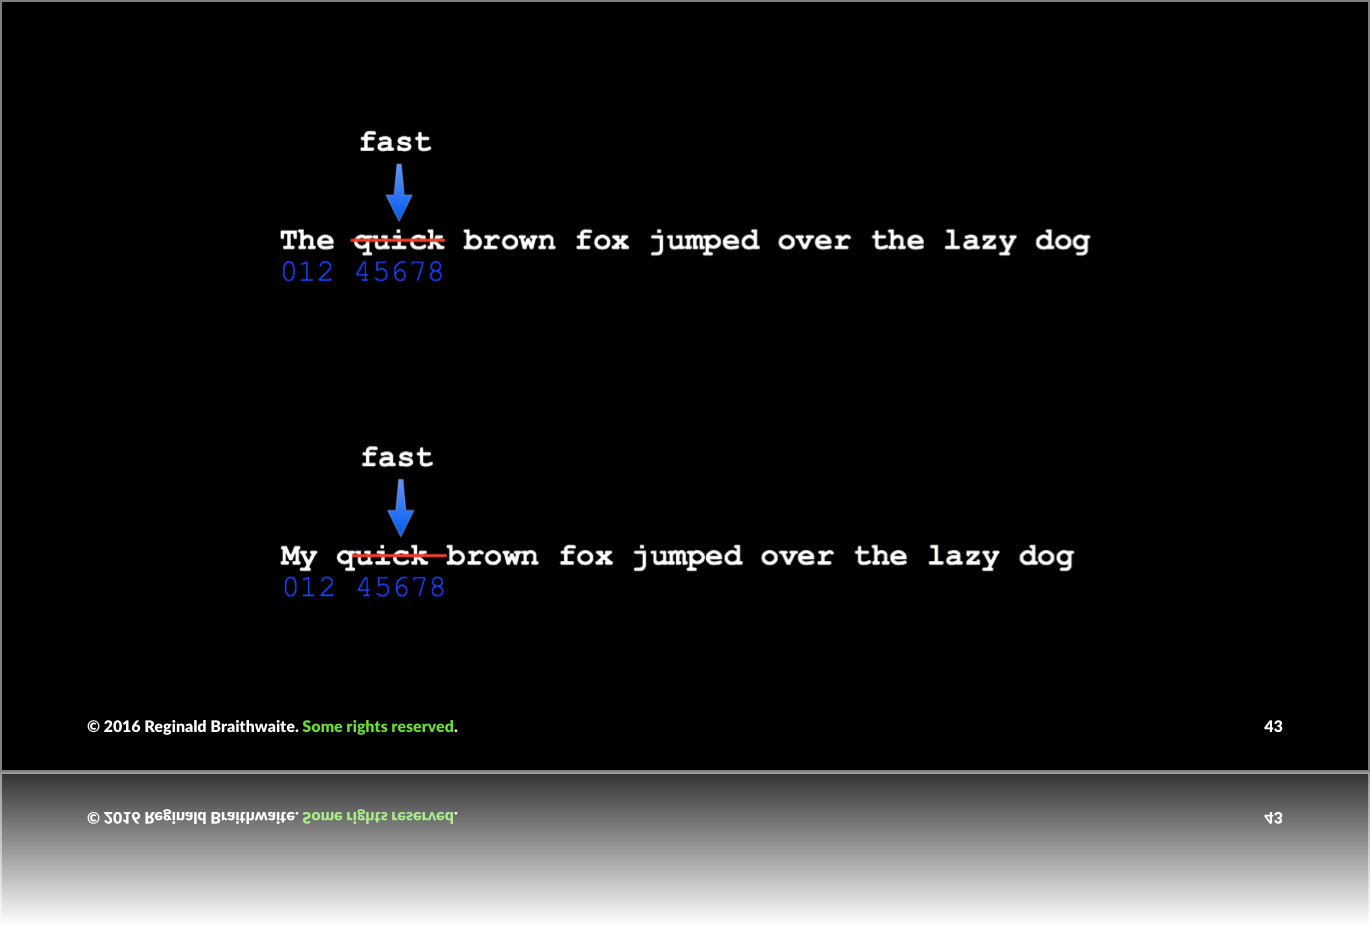 fast
The quick brown fox jumped over the lazy dog
012 45678
fast
My quick brown fox jumped over the lazy dog
012 45678
© 2016 Reginald Braithwaite. Some rights reserved. 43
© 2016 Reginald Braithwaite. Some rights reserved. 43